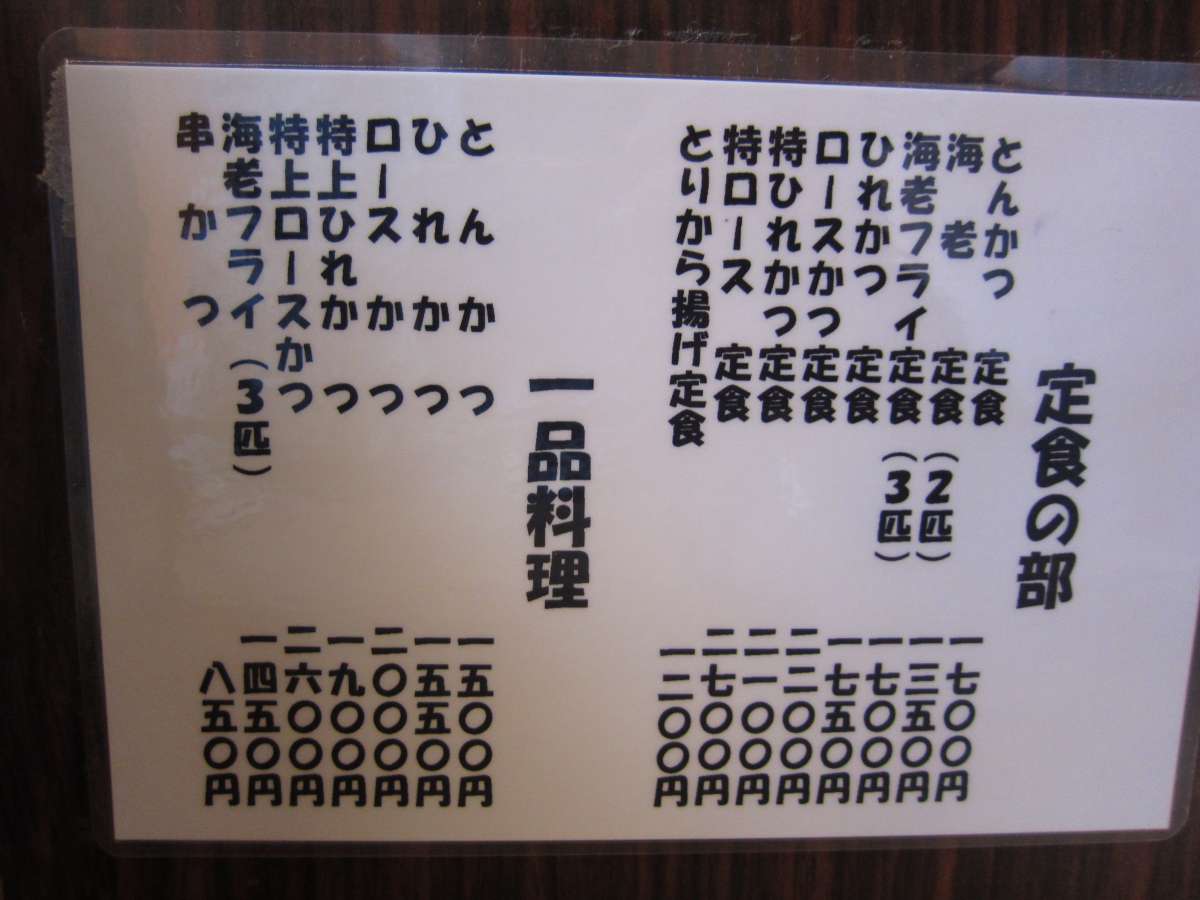 定食の部
とんかつ定食 一七〇〇円
海老定食(2匹) 一三五〇円
海老フライ定食(3匹) 一七〇〇円
ひれかつ定食 一七五〇円
ロースかつ定食 二二〇〇円
特ひれかつ定食 二一〇〇円
特ロース定食 二七〇〇円
とりから揚げ定食 一二〇〇円
一品料理
とんかつ 一五〇〇円
ひれかつ 一五五〇円
ロースかつ 二〇〇〇円
特上ひれかつ 一九〇〇円
特上ロースかつ 二六〇〇円
海老フライ(3匹) 一四五〇円
串かつ 八五〇円